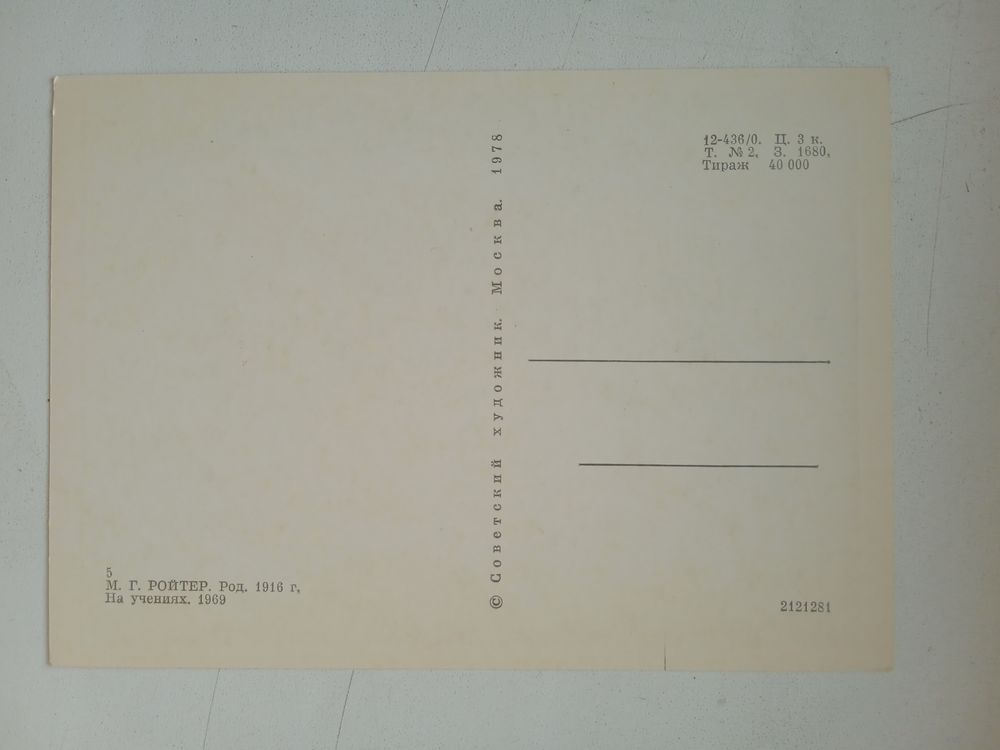 5
М. Г. РОЙТЕР. Род. 1916 г,
На учениях. 1969
© Советский художник. Москва. 1978
12-436/0. Ц. 3 к.
Т. № 2, З. 1680,
Тираж 40 000
2121281